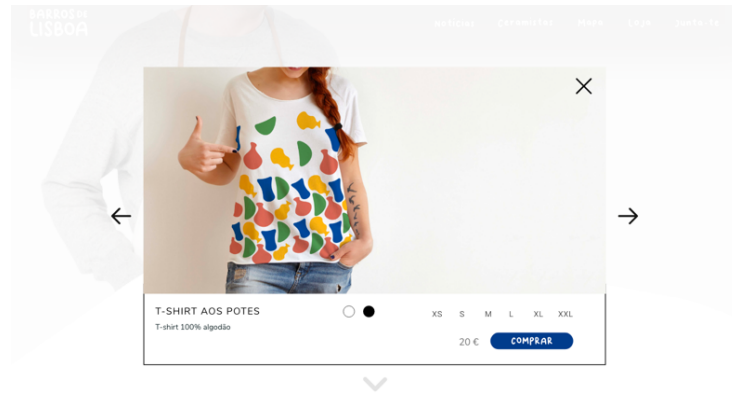 BARROS DE
LISBOA
Notícias Ceramistas Mapa Loja Junta-te
T-SHIRT AOS POTES
T-shirt 100% algodão
XS S M L XL XXL
20 € COMPRAR